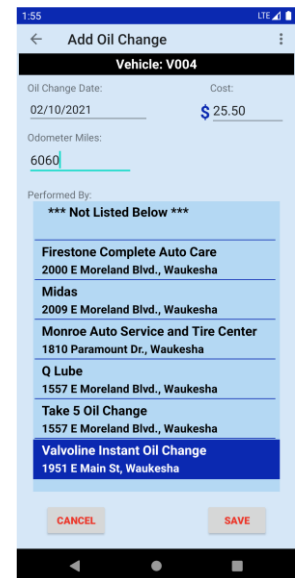 1:55 LTE
Add Oil Change
Vehicle: V004
Oil Change Date: Cost:
02/10/2021 $ 25.50
Odometer Miles:
6060
Performed By:
*** Not Listed Below ***
Firestone Complete Auto Care
2000 E Moreland Blvd., Waukesha
Midas
2009 E Moreland Blvd., Waukesha
Monroe Auto Service and Tire Center
1810 Paramount Dr., Waukesha
Q Lube
1557 E Moreland Blvd., Waukesha
Take 5 Oil Change
1557 E Moreland Blvd., Waukesha
Valvoline Instant Oil Change
1951 E Main St, Waukesha
CANCEL SAVE